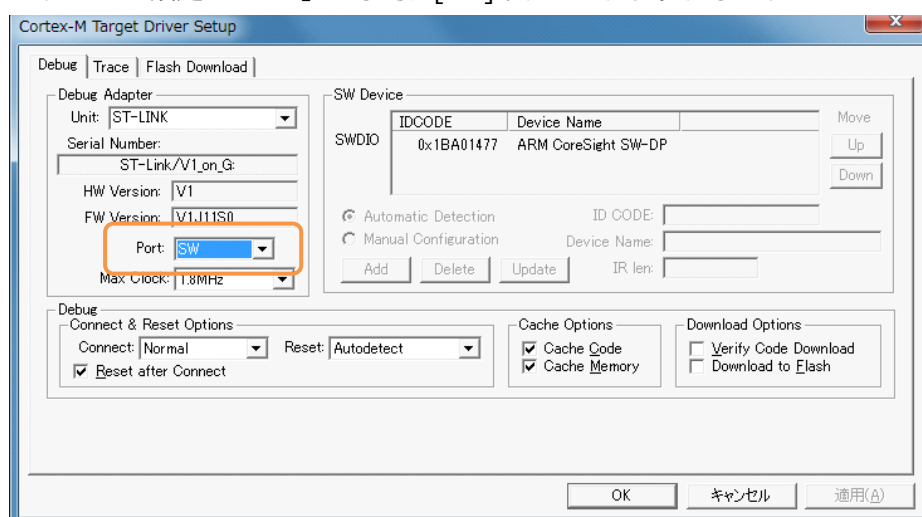 Cortex-M Target Driver Setup
Debug | Trace | Flash Download
Debug Adapter
Unit: ST-LINK
Serial Number:
ST-Link/V1_on_G:
HW Version: V1
FW Version: V1J11S0
Port: SW
Max Clock: 1.8MHz
SW Device
IDCODE Device Name
SWDIO 0x1BA01477 ARM CoreSight SW-DP
Move
Up
Down
Automatic Detection
Manual Configuration
ID CODE:
Device Name:
Add Delete Update IR len:
Debug
Connect & Reset Options
Connect: Normal Reset: Autodetect
Reset after Connect
Cache Options
Cache Code
Cache Memory
Download Options
Verify Code Download
Download to Flash
OK キャンセル 適用(A)